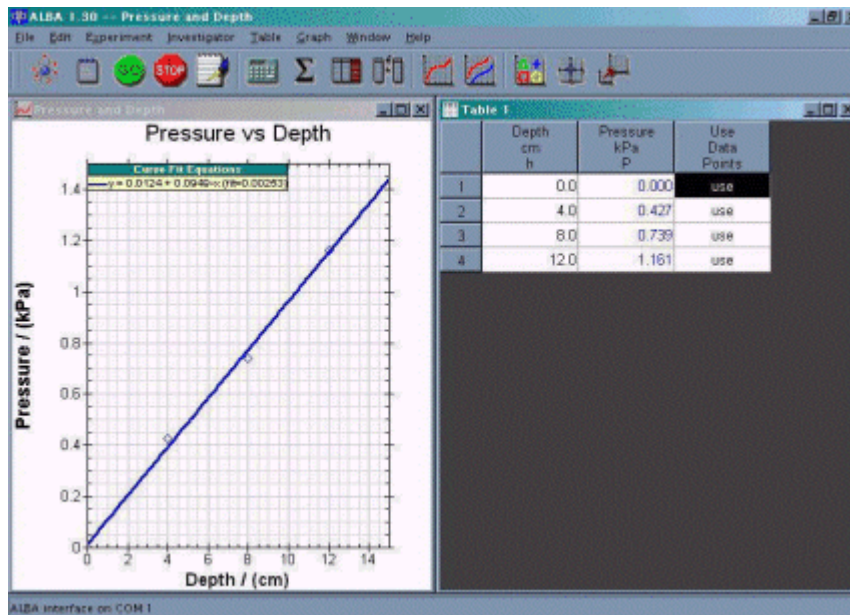 ALBA 1.30 -- Pressure and Depth
File Edit Experiment Investigator Table Graph Window Help
GO STOP
Pressure and Depth
Pressure vs Depth
Curve Fit Equations
y = 0.0124 + 0.0949*x (fit=0.00253)
1.4
1.2
1
0.8
0.6
0.4
0.2
0
0 2 4 6 8 10 12 14
Pressure / (kPa)
Depth / (cm)
Table 1
Depth Pressure Use
cm kPa Data
h P Points
1 0.0 0.000 use
2 4.0 0.427 use
3 8.0 0.739 use
4 12.0 1.161 use
ALBA interface on COM 1